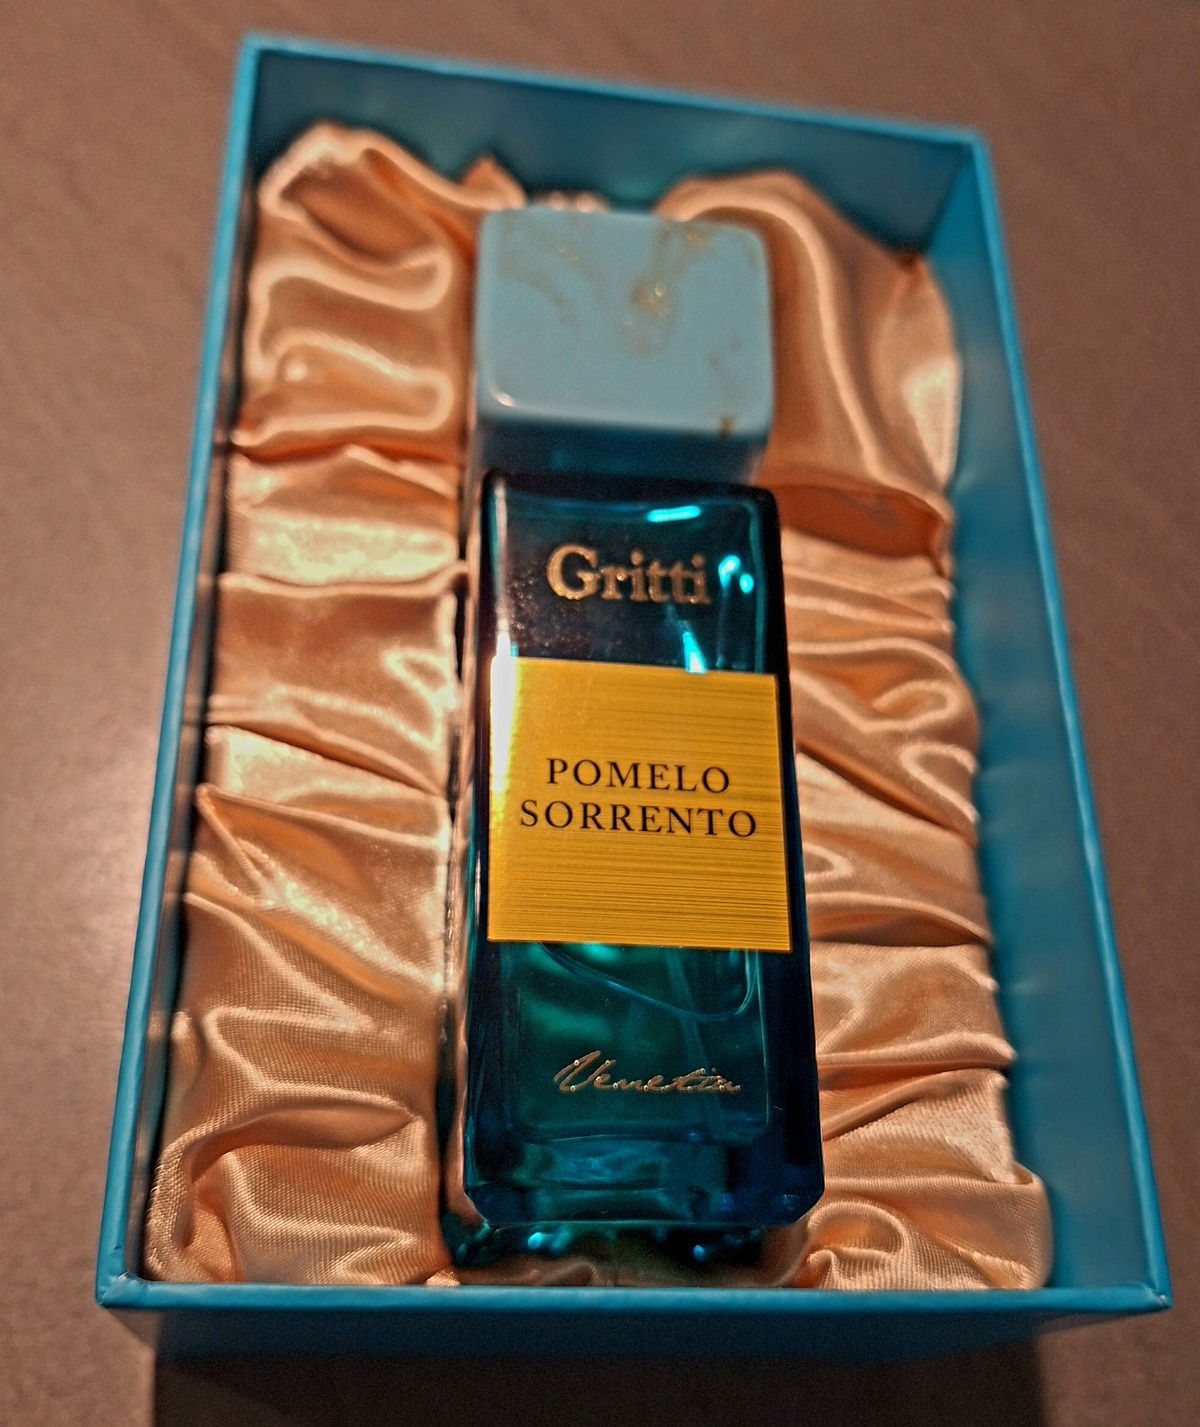 Gritti
POMELO
SORRENTO
Venetia